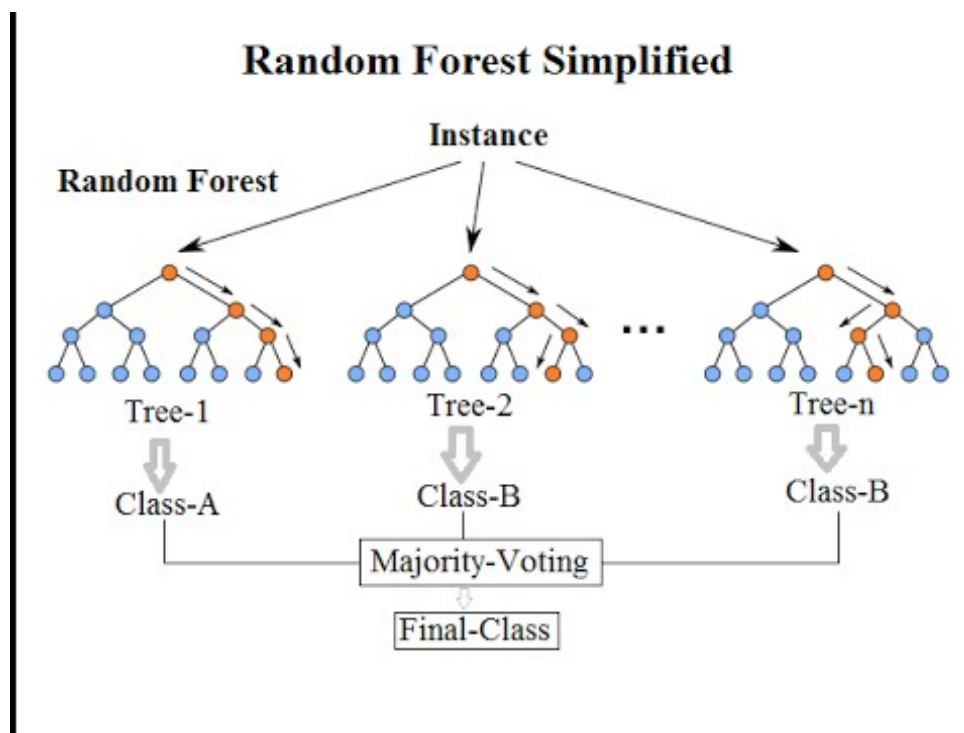 Random Forest Simplified
Instance
Random Forest
...
Tree-1
Tree-2
Tree-n
Class-A
Class-B
Class-B
Majority-Voting
Final-Class